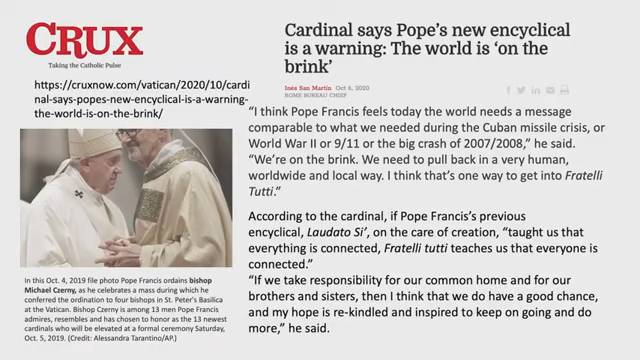 CRUX
Taking the Catholic Pulse
https://cruxnow.com/vatican/2020/10/cardi
nal-says-popes-new-encyclical-is-a-warning-
the-world-is-on-the-brink/
Cardinal says Pope’s new encyclical
is a warning: The world is ‘on the
brink’
Inés San Martín Oct 6, 2020
ROME BUREAU CHIEF
“I think Pope Francis feels today the world needs a message
comparable to what we needed during the Cuban missile crisis, or
World War II or 9/11 or the big crash of 2007/2008,” he said.
“We’re on the brink. We need to pull back in a very human,
worldwide and local way. I think that’s one way to get into Fratelli
Tutti.”
According to the cardinal, if Pope Francis’s previous
encyclical, Laudato Si’, on the care of creation, “taught us that
everything is connected, Fratelli tutti teaches us that everyone is
connected.”
“If we take responsibility for our common home and for our
brothers and sisters, then I think that we do have a good chance,
and my hope is re-kindled and inspired to keep on going and do
more,” he said.
In this Oct. 4, 2019 file photo Pope Francis ordains bishop
Michael Czerny, as he celebrates a mass during which he
conferred the ordination to four bishops in St. Peter’s Basilica
at the Vatican. Bishop Czerny is among 13 men Pope Francis
admires, resembles and has chosen to honor as the 13 newest
cardinals who will be elevated at a formal ceremony Saturday,
Oct. 5, 2019. (Credit: Alessandra Tarantino/AP.)